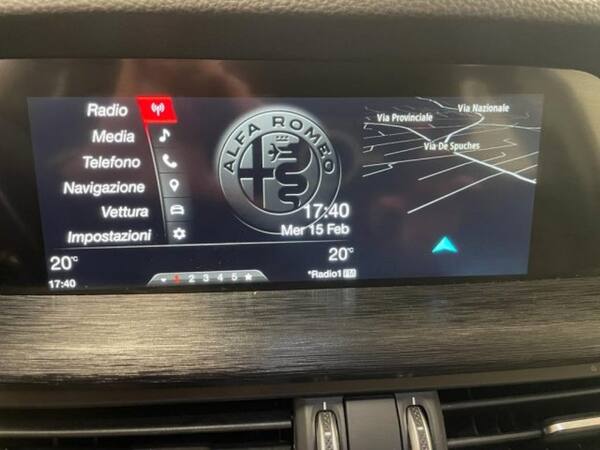 Radio
Media
Telefono
Navigazione
Vettura
Impostazioni
20°C
17:40
1 2 3 4 5
ALFA ROMEO
17:40
Mer 15 Feb
20°C
*Radio1 FM
Via Provinciale
Via Nazionale
Via De Spuches